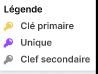 Légende
Clé primaire
Unique
Clef secondaire